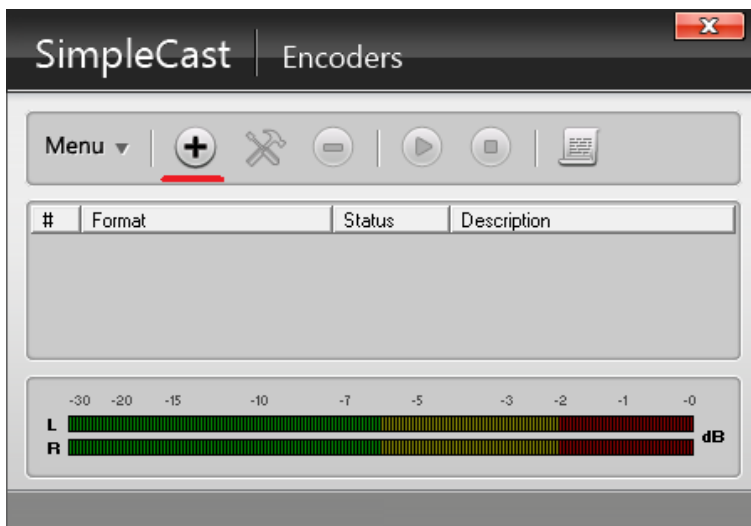 SimpleCast Encoders
X
Menu
# Format Status Description
-30 -20 -15 -10 -7 -5 -3 -2 -1 -0
L
dB
R